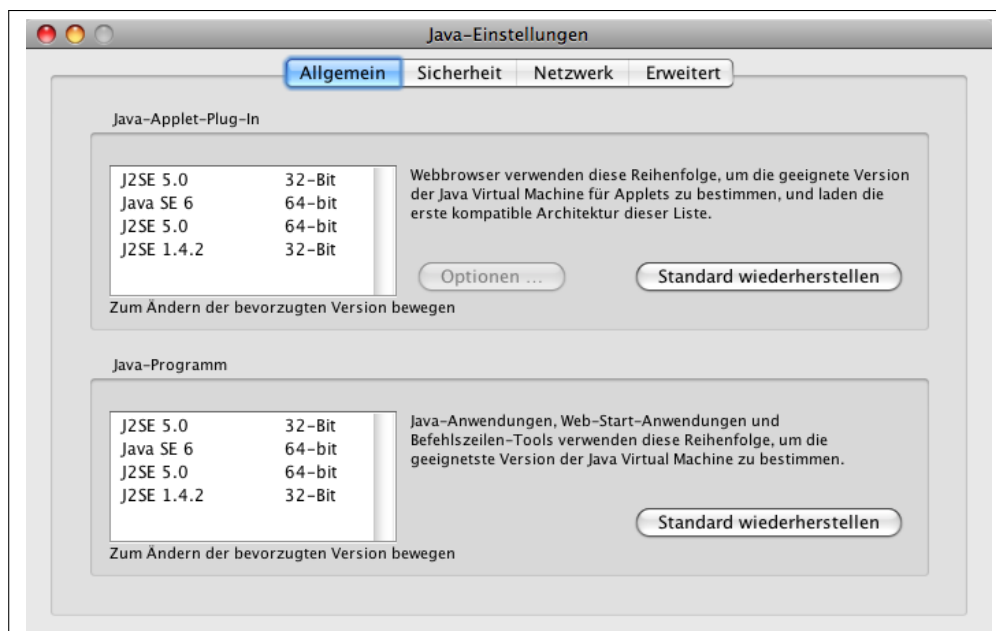 Java-Einstellungen
Allgemein Sicherheit Netzwerk Erweitert
Java-Applet-Plug-In
J2SE 5.0 32-Bit
Java SE 6 64-bit
J2SE 5.0 64-bit
J2SE 1.4.2 32-Bit
Webbrowser verwenden diese Reihenfolge, um die geeignete Version
der Java Virtual Machine für Applets zu bestimmen, und laden die
erste kompatible Architektur dieser Liste.
Optionen ... Standard wiederherstellen
Zum Ändern der bevorzugten Version bewegen
Java-Programm
J2SE 5.0 32-Bit
Java SE 6 64-bit
J2SE 5.0 64-bit
J2SE 1.4.2 32-Bit
Java-Anwendungen, Web-Start-Anwendungen und
Befehlszeilen-Tools verwenden diese Reihenfolge, um die
geeignetste Version der Java Virtual Machine zu bestimmen.
Standard wiederherstellen
Zum Ändern der bevorzugten Version bewegen